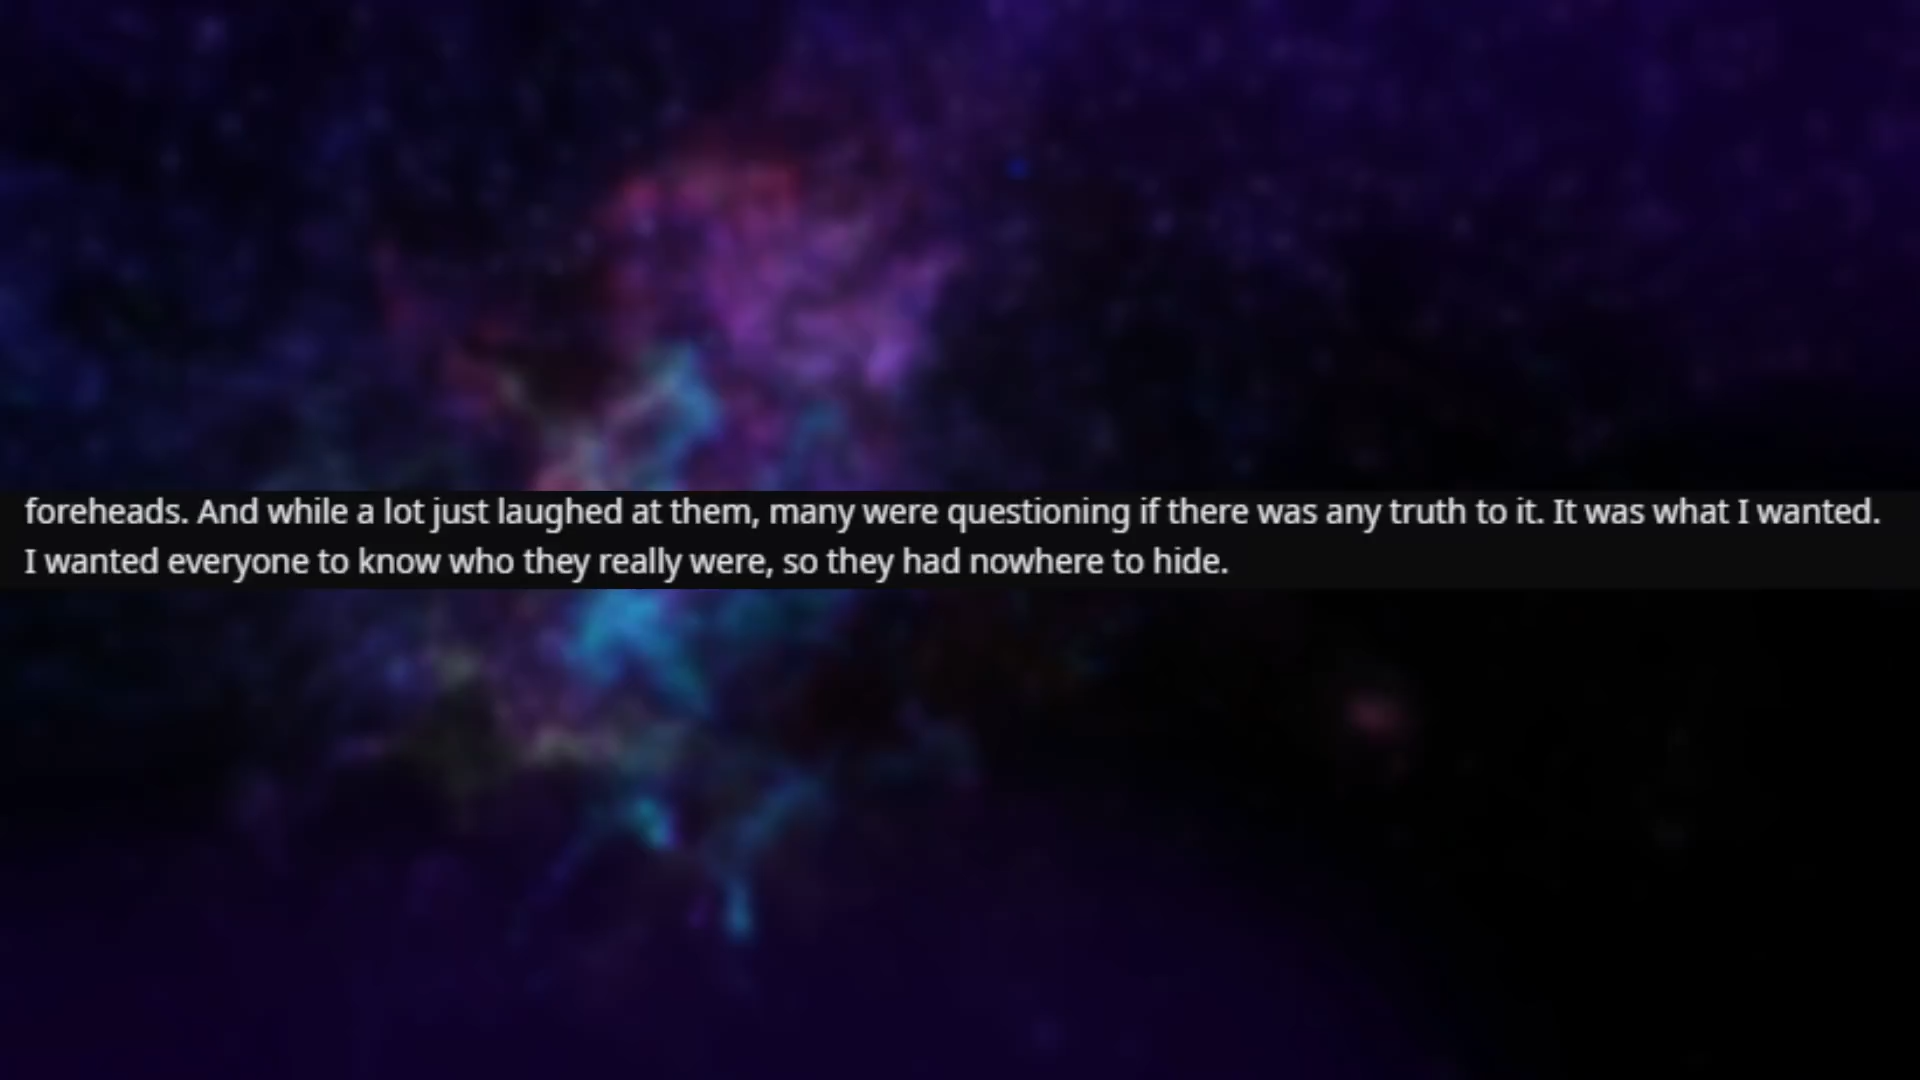 foreheads. And while a lot just laughed at them, many were questioning if there was any truth to it. It was what I wanted.
I wanted everyone to know who they really were, so they had nowhere to hide.